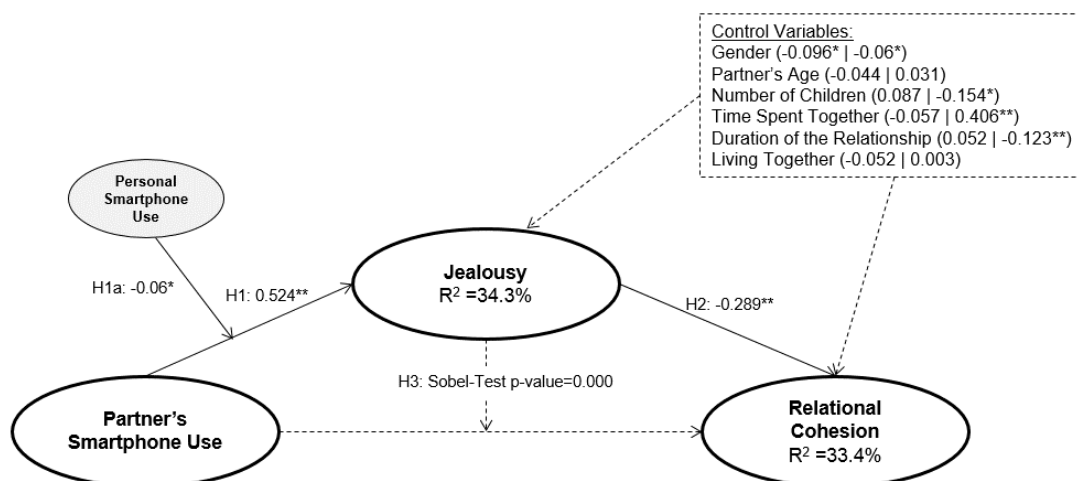 Control Variables:
Gender (-0.096* | -0.06*)
Partner’s Age (-0.044 | 0.031)
Number of Children (0.087 | -0.154*)
Time Spent Together (-0.057 | 0.406**)
Duration of the Relationship (0.052 | -0.123**)
Living Together (-0.052 | 0.003)
Personal
Smartphone
Use
H1a: -0.06*
H1: 0.524**
Jealousy
R² =34.3%
H2: -0.289**
H3: Sobel-Test p-value=0.000
Partner’s
Smartphone Use
Relational
Cohesion
R² =33.4%